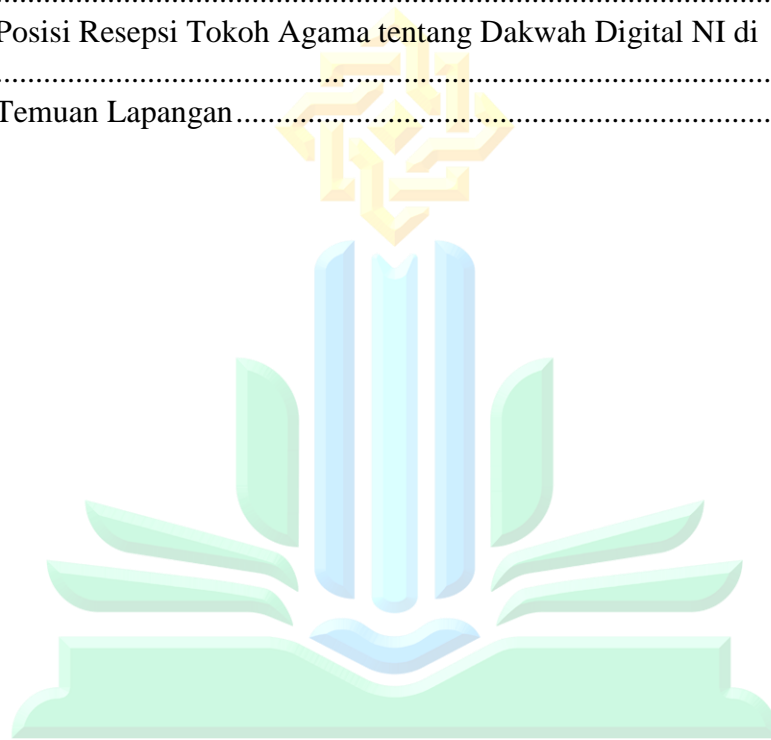 ................................................................................................
Posisi Resepsi Tokoh Agama tentang Dakwah Digital NI di
................................................................................................
Temuan Lapangan....................................................................